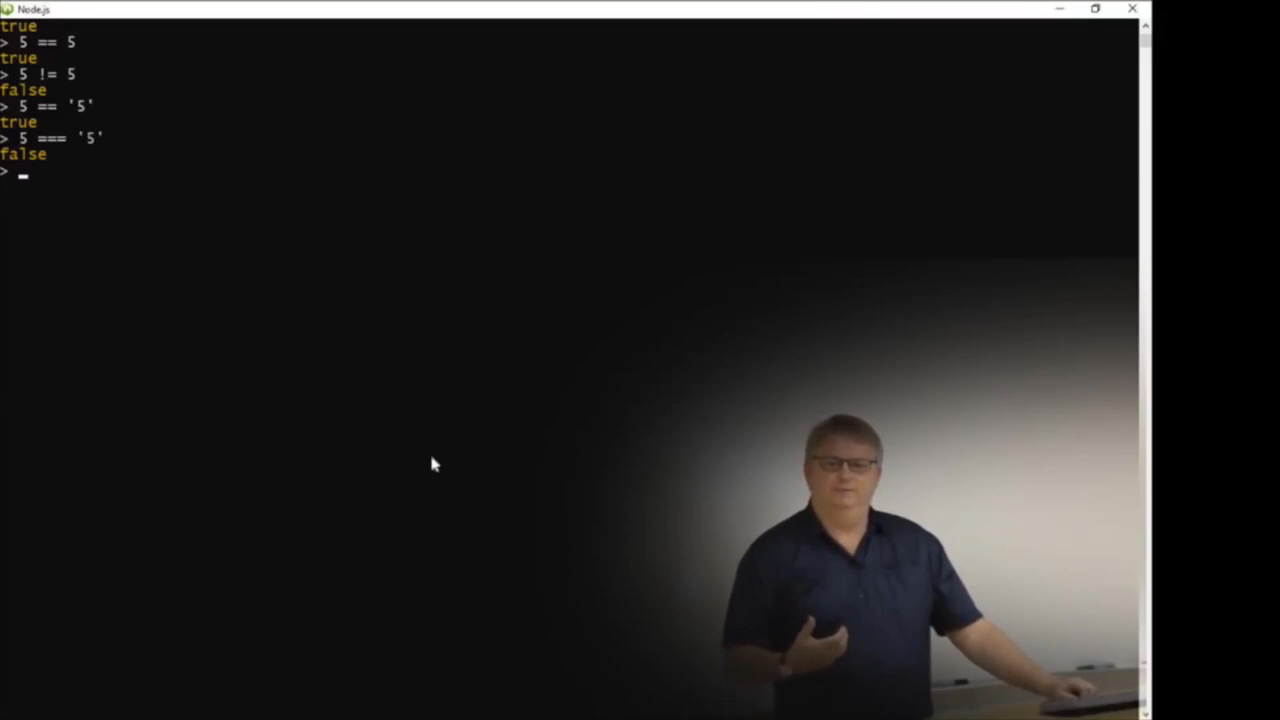 Node.js
true
> 5 == 5
true
> 5 != 5
false
> 5 == '5'
true
> 5 === '5'
false
>